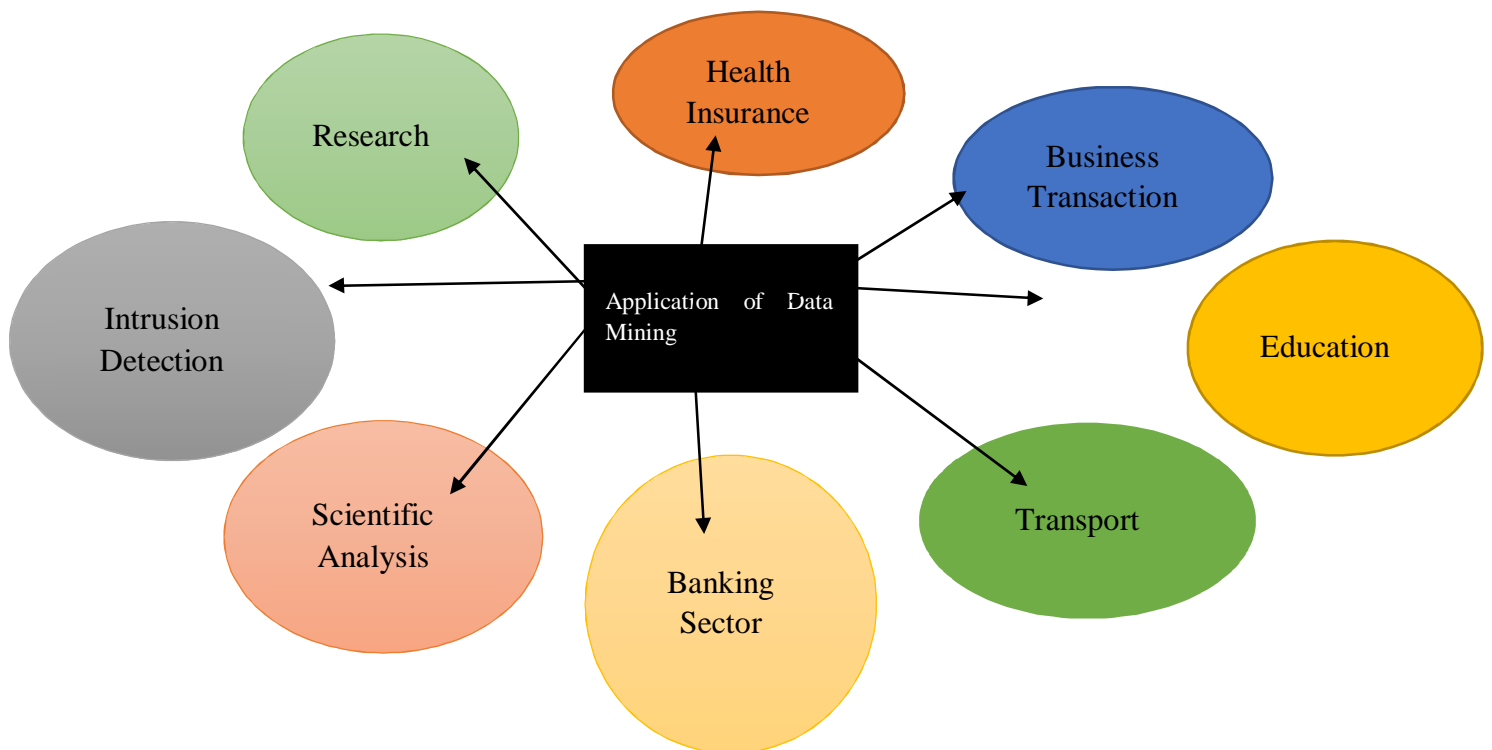 Health
Insurance
Research
Business
Transaction
Application of Data
Mining
Intrusion
Detection
Education
Scientific
Analysis
Transport
Banking
Sector